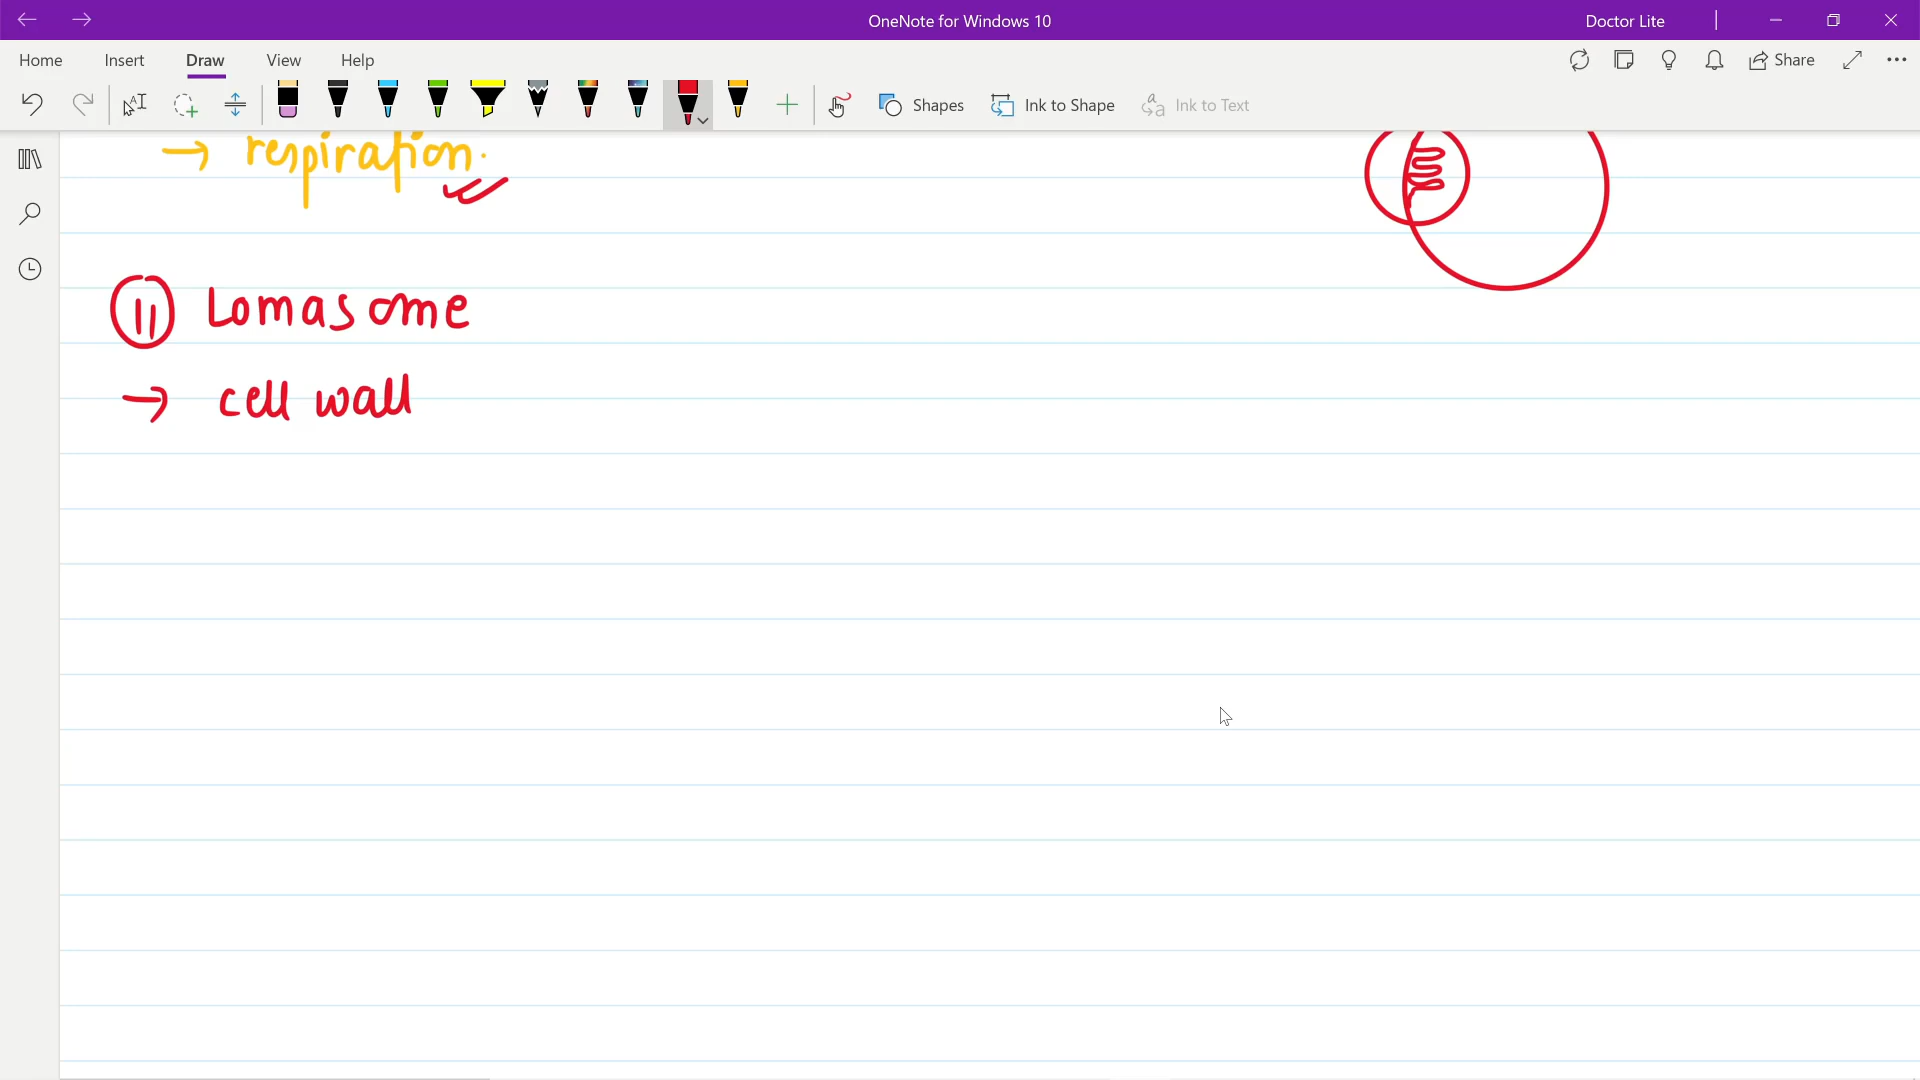 OneNote for Windows 10
Doctor Lite
Home Insert Draw View Help
Share
Shapes Ink to Shape Ink to Text
→ respiration.
11 Lomasome
→ cell wall